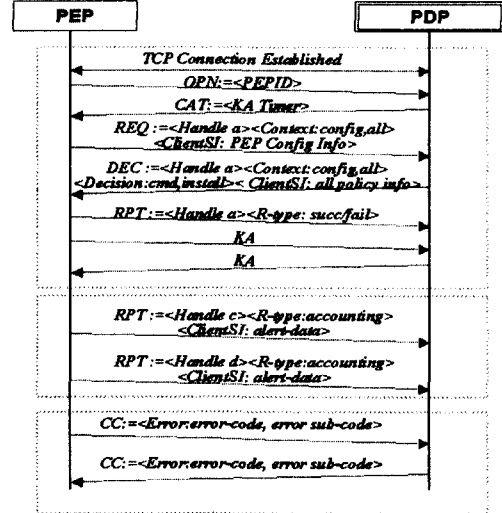 PEP
PDP
TCP Connection Established
OPN:=<PEPID>
CAT:=<KA Timer>
REQ :=<Handle a><Context:config,all>
<ClientSI: PEP Config Info>
DEC :=<Handle a><Context:config,all>
<Decision:cmd,install>< ClientSI: all policy info>
RPT :=<Handle a><R-type: succ/fail>
KA
KA
RPT :=<Handle c><R-type:accounting>
<ClientSI: alert-data>
RPT :=<Handle d><R-type:accounting>
<ClientSI: alert-data>
CC:=<Error:error-code, error sub-code>
CC:=<Error:error-code, error sub-code>